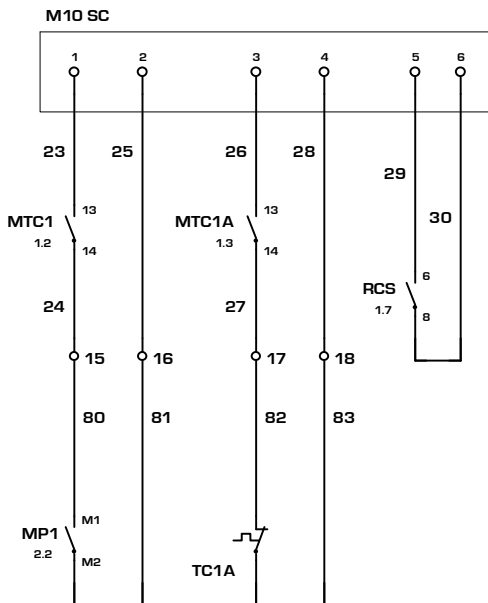 M10 SC
1 2 3 4 5 6
23 25 26 28
29
30
13 13
MTC1 MTC1A
1.2 1.3
14 14
6
RCS
1.7
8
24 27
15 16 17 18
80 81 82 83
M1
MP1
2.2
M2
TC1A